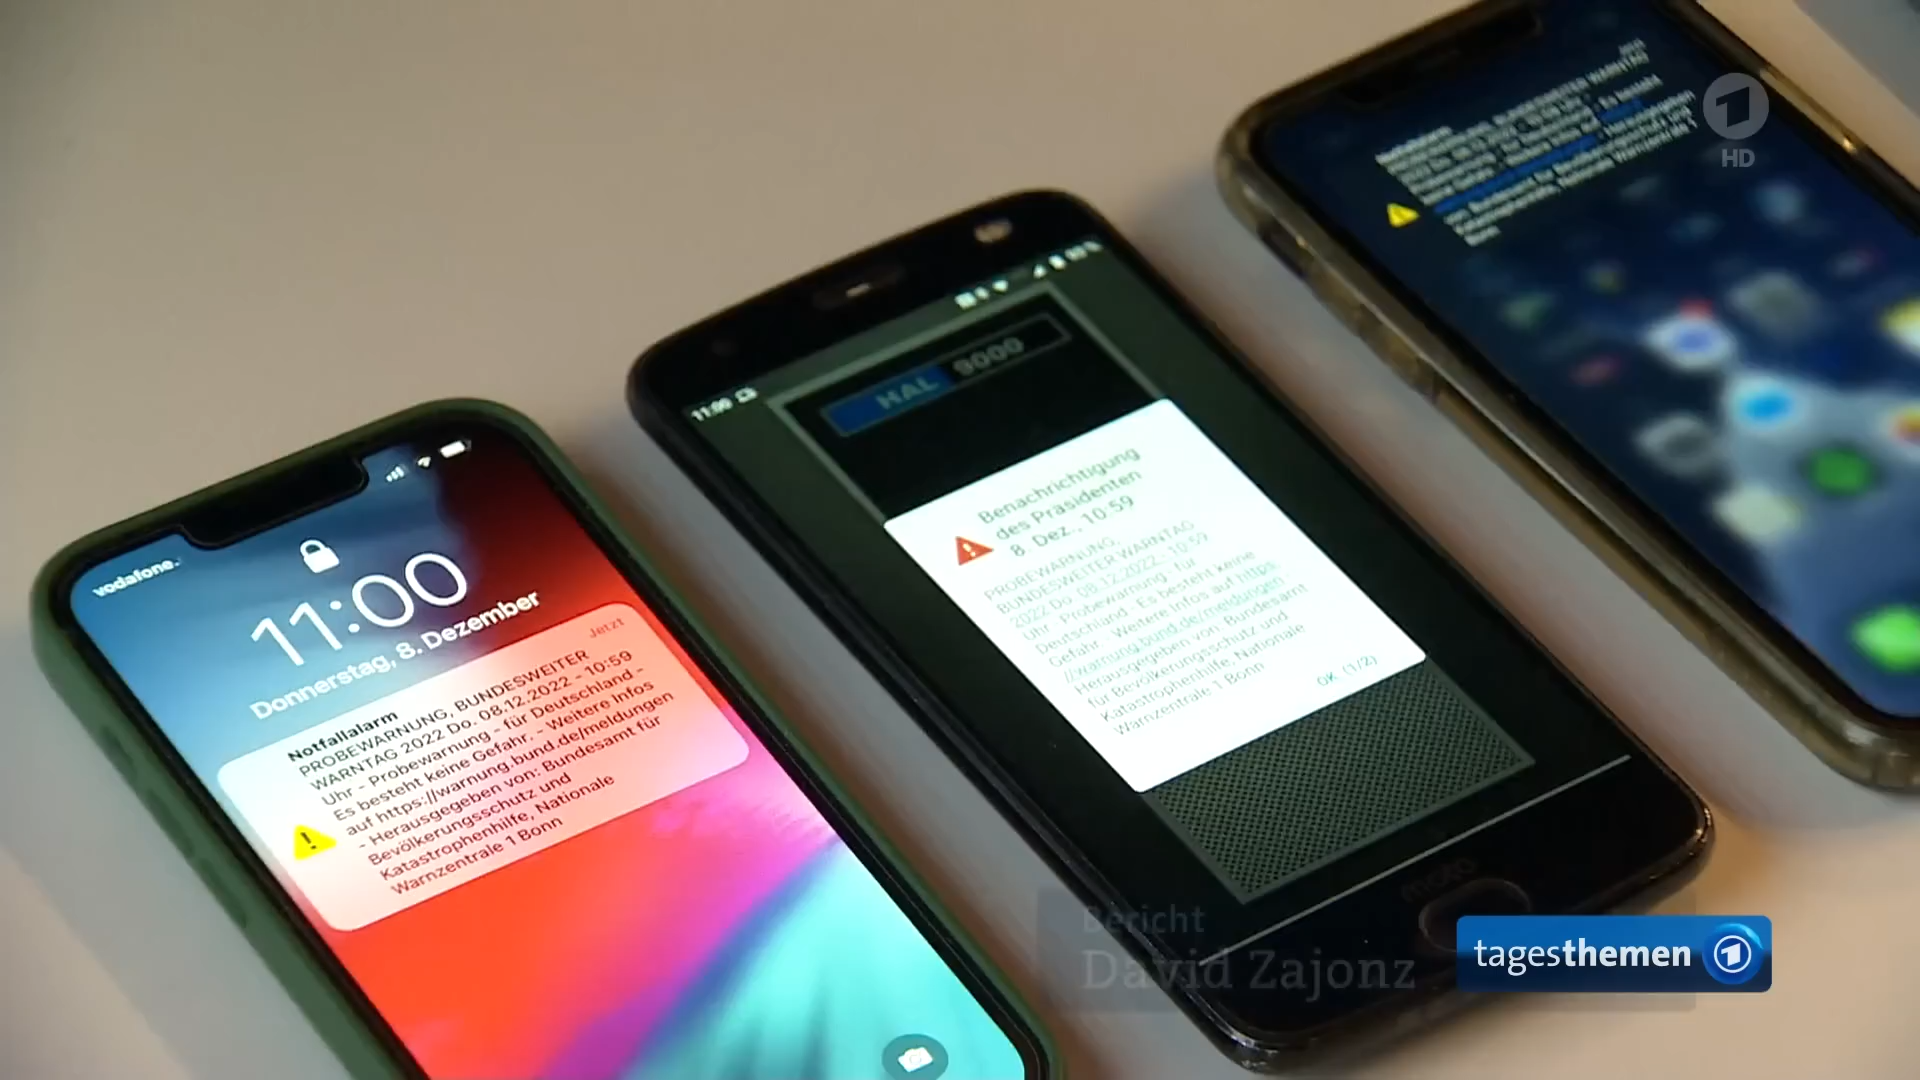 vodafone.
11:00
Donnerstag, 8. Dezember
Jetzt
Notfallalarm
PROBEWARNUNG, BUNDESWEITER
WARNTAG 2022 Do. 08.12.2022 - 10:59
Uhr - Probewarnung - für Deutschland -
Es besteht keine Gefahr. - Weitere Infos
auf https://warnung.bund.de/meldungen
- Herausgegeben von: Bundesamt für
Bevölkerungsschutz und
Katastrophenhilfe, Nationale
Warnzentrale 1 Bonn
11:00
HAL 9000
Benachrichtigung
des Präsidenten
8. Dez., 10:59
PROBEWARNUNG,
BUNDESWEITER WARNTAG
2022 Do. 08.12.2022 - 10:59
Uhr - Probewarnung - für
Deutschland - Es besteht keine
Gefahr - Weitere Infos auf https:
//warnung.bund.de/meldungen
Herausgegeben von: Bundesamt
für Bevölkerungsschutz und
Katastrophenhilfe, Nationale
Warnzentrale 1 Bonn
OK (1/2)
moto
1
HD
Bericht
David Zajonz
tagesthemen 1